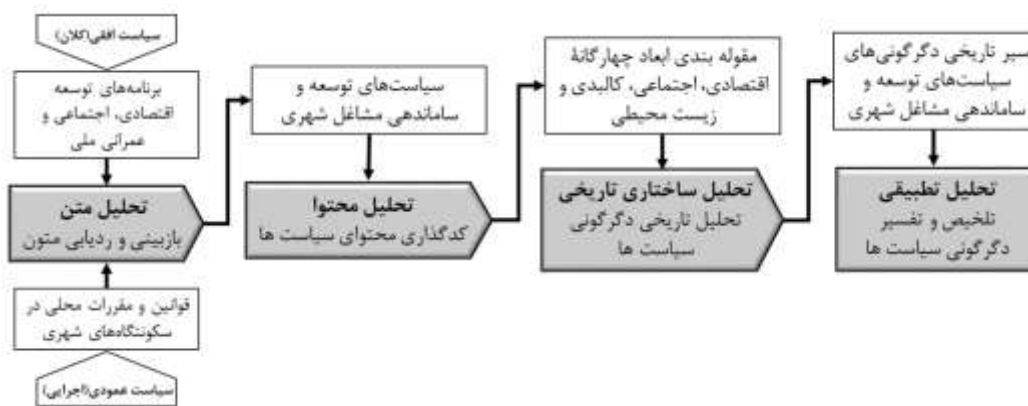 سیاست افقی(کلان)
برنامه‌های توسعه
اقتصادی، اجتماعی و
عمرانی ملی
تحلیل متن
بازبینی و ردیابی متون
قوانین و مقررات محلی در
سکونتگاه‌های شهری
سیاست عمودی(اجرایی)
سیاست‌های توسعه و
ساماندهی مشاغل شهری
تحلیل محتوا
کدگذاری محتوای سیاست ها
مقوله بندی ابعاد چهارگانهٔ
اقتصادی، اجتماعی، کالبدی و
زیست محیطی
تحلیل ساختاری تاریخی
تحلیل تاریخی دگرگونی
سیاست ها
سیر تاریخی دگرگونی‌های
سیاست‌های توسعه و
ساماندهی مشاغل شهری
تحلیل تطبیقی
تلخیص و تفسیر
دگرگونی سیاست ها